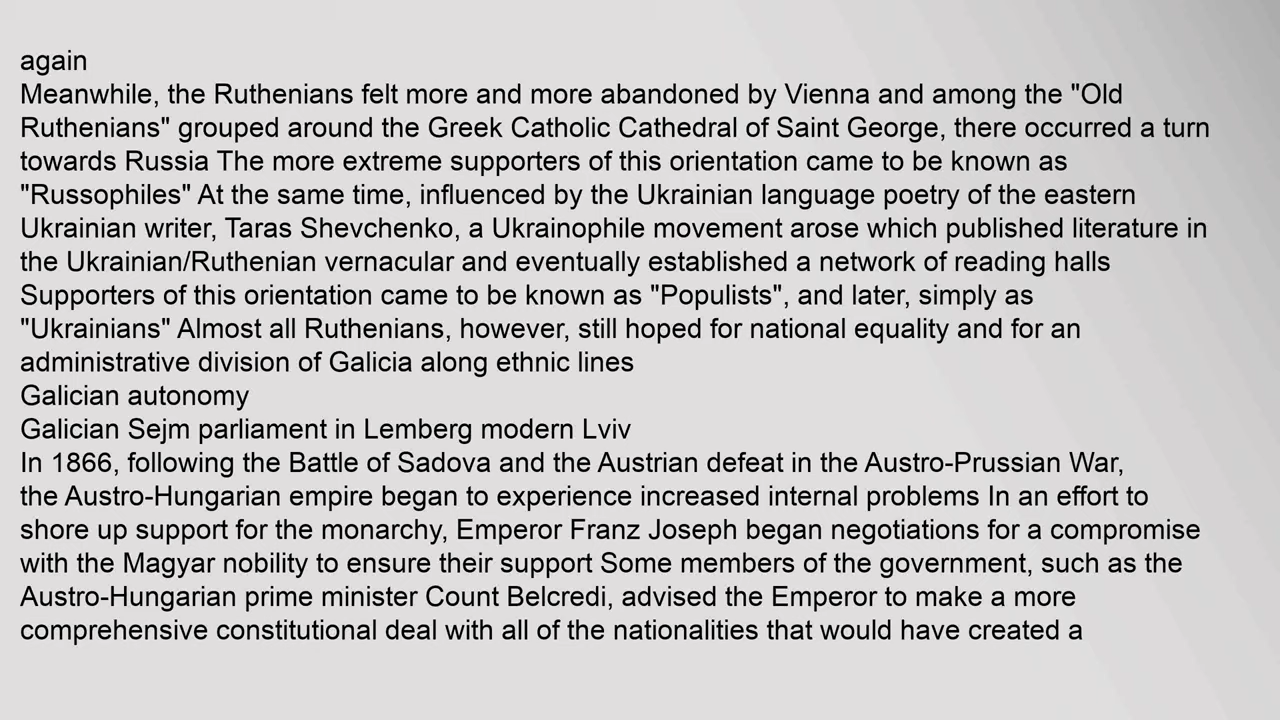 again
Meanwhile, the Ruthenians felt more and more abandoned by Vienna and among the "Old
Ruthenians" grouped around the Greek Catholic Cathedral of Saint George, there occurred a turn
towards Russia The more extreme supporters of this orientation came to be known as
"Russophiles" At the same time, influenced by the Ukrainian language poetry of the eastern
Ukrainian writer, Taras Shevchenko, a Ukrainophile movement arose which published literature in
the Ukrainian/Ruthenian vernacular and eventually established a network of reading halls
Supporters of this orientation came to be known as "Populists", and later, simply as
"Ukrainians" Almost all Ruthenians, however, still hoped for national equality and for an
administrative division of Galicia along ethnic lines
Galician autonomy
Galician Sejm parliament in Lemberg modern Lviv
In 1866, following the Battle of Sadova and the Austrian defeat in the Austro-Prussian War,
the Austro-Hungarian empire began to experience increased internal problems In an effort to
shore up support for the monarchy, Emperor Franz Joseph began negotiations for a compromise
with the Magyar nobility to ensure their support Some members of the government, such as the
Austro-Hungarian prime minister Count Belcredi, advised the Emperor to make a more
comprehensive constitutional deal with all of the nationalities that would have created a